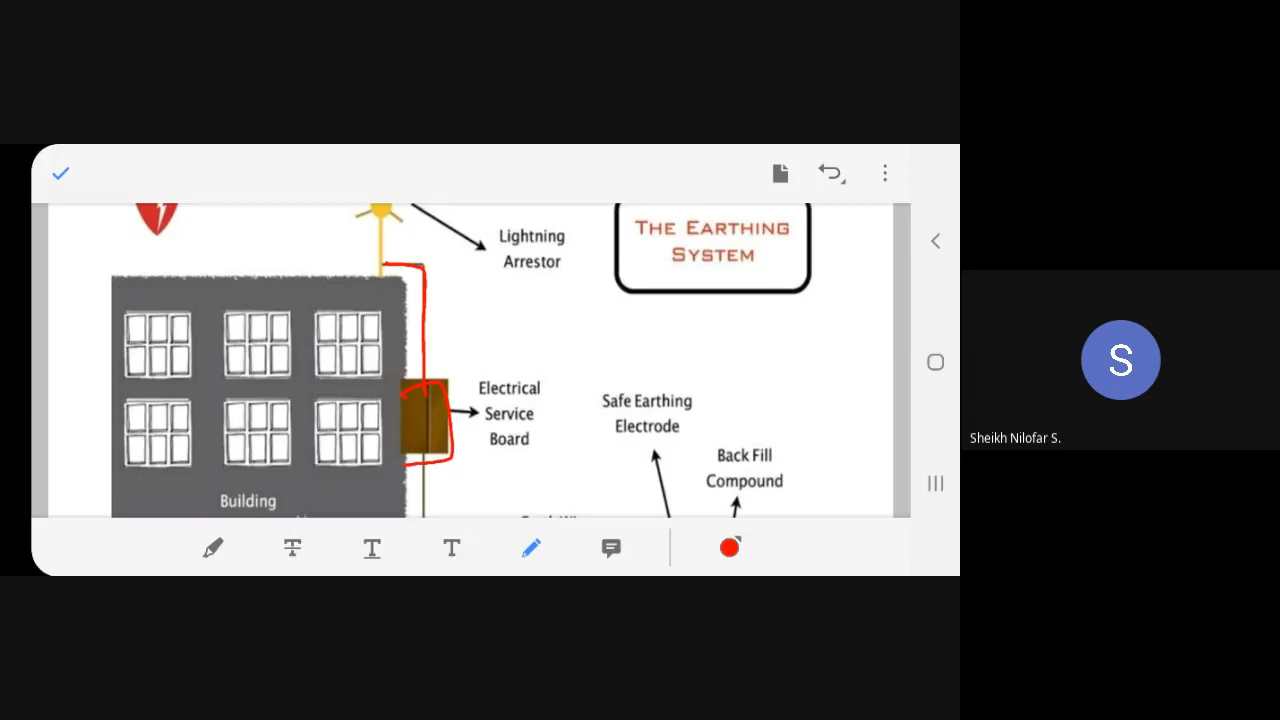 Lightning
Arrestor
THE EARTHING
SYSTEM
Electrical
Service
Board
Safe Earthing
Electrode
Back Fill
Compound
Building
S
Sheikh Nilofar S.
T
T
T